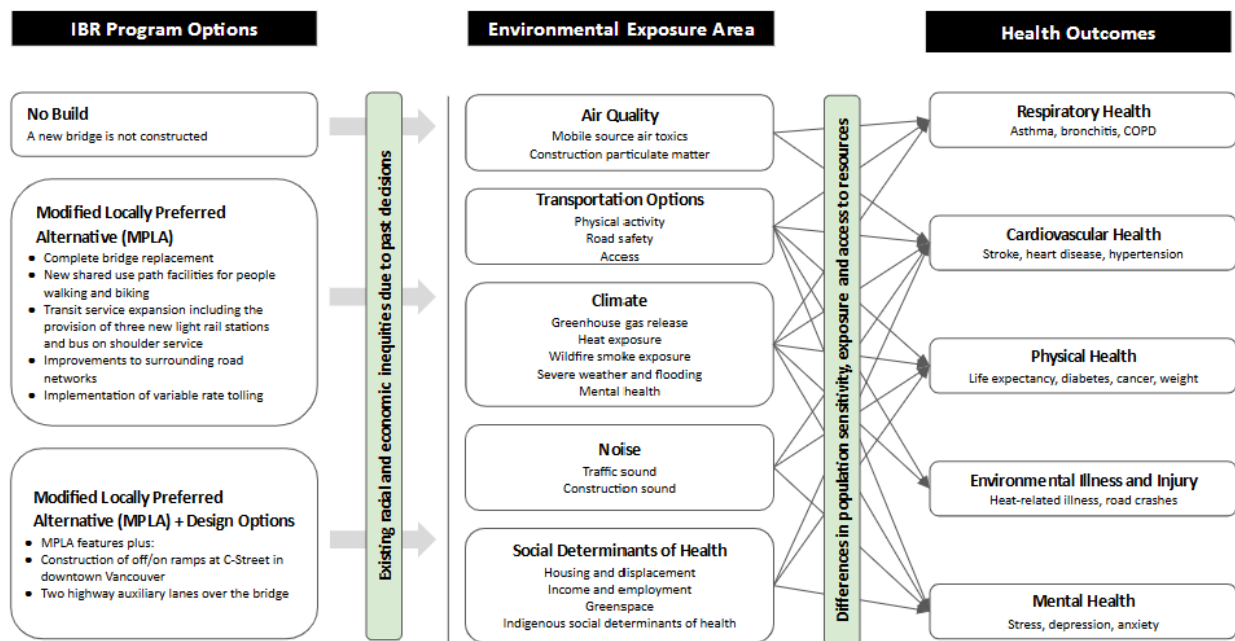 IBR Program Options
No Build
A new bridge is not constructed
Modified Locally Preferred
Alternative (MPLA)
● Complete bridge replacement
● New shared use path facilities for people
walking and biking
● Transit service expansion including the
provision of three new light rail stations
and bus on shoulder service
● Improvements to surrounding road
networks
● Implementation of variable rate tolling
Modified Locally Preferred
Alternative (MPLA) + Design Options
● MPLA features plus:
● Construction of off/on ramps at C-Street in
downtown Vancouver
● Two highway auxiliary lanes over the bridge
Existing racial and economic inequities due to past decisions
Environmental Exposure Area
Air Quality
Mobile source air toxics
Construction particulate matter
Transportation Options
Physical activity
Road safety
Access
Climate
Greenhouse gas release
Heat exposure
Wildfire smoke exposure
Severe weather and flooding
Mental health
Noise
Traffic sound
Construction sound
Social Determinants of Health
Housing and displacement
Income and employment
Greenspace
Indigenous social determinants of health
Differences in population sensitivity, exposure and access to resources
Health Outcomes
Respiratory Health
Asthma, bronchitis, COPD
Cardiovascular Health
Stroke, heart disease, hypertension
Physical Health
Life expectancy, diabetes, cancer, weight
Environmental Illness and Injury
Heat-related illness, road crashes
Mental Health
Stress, depression, anxiety